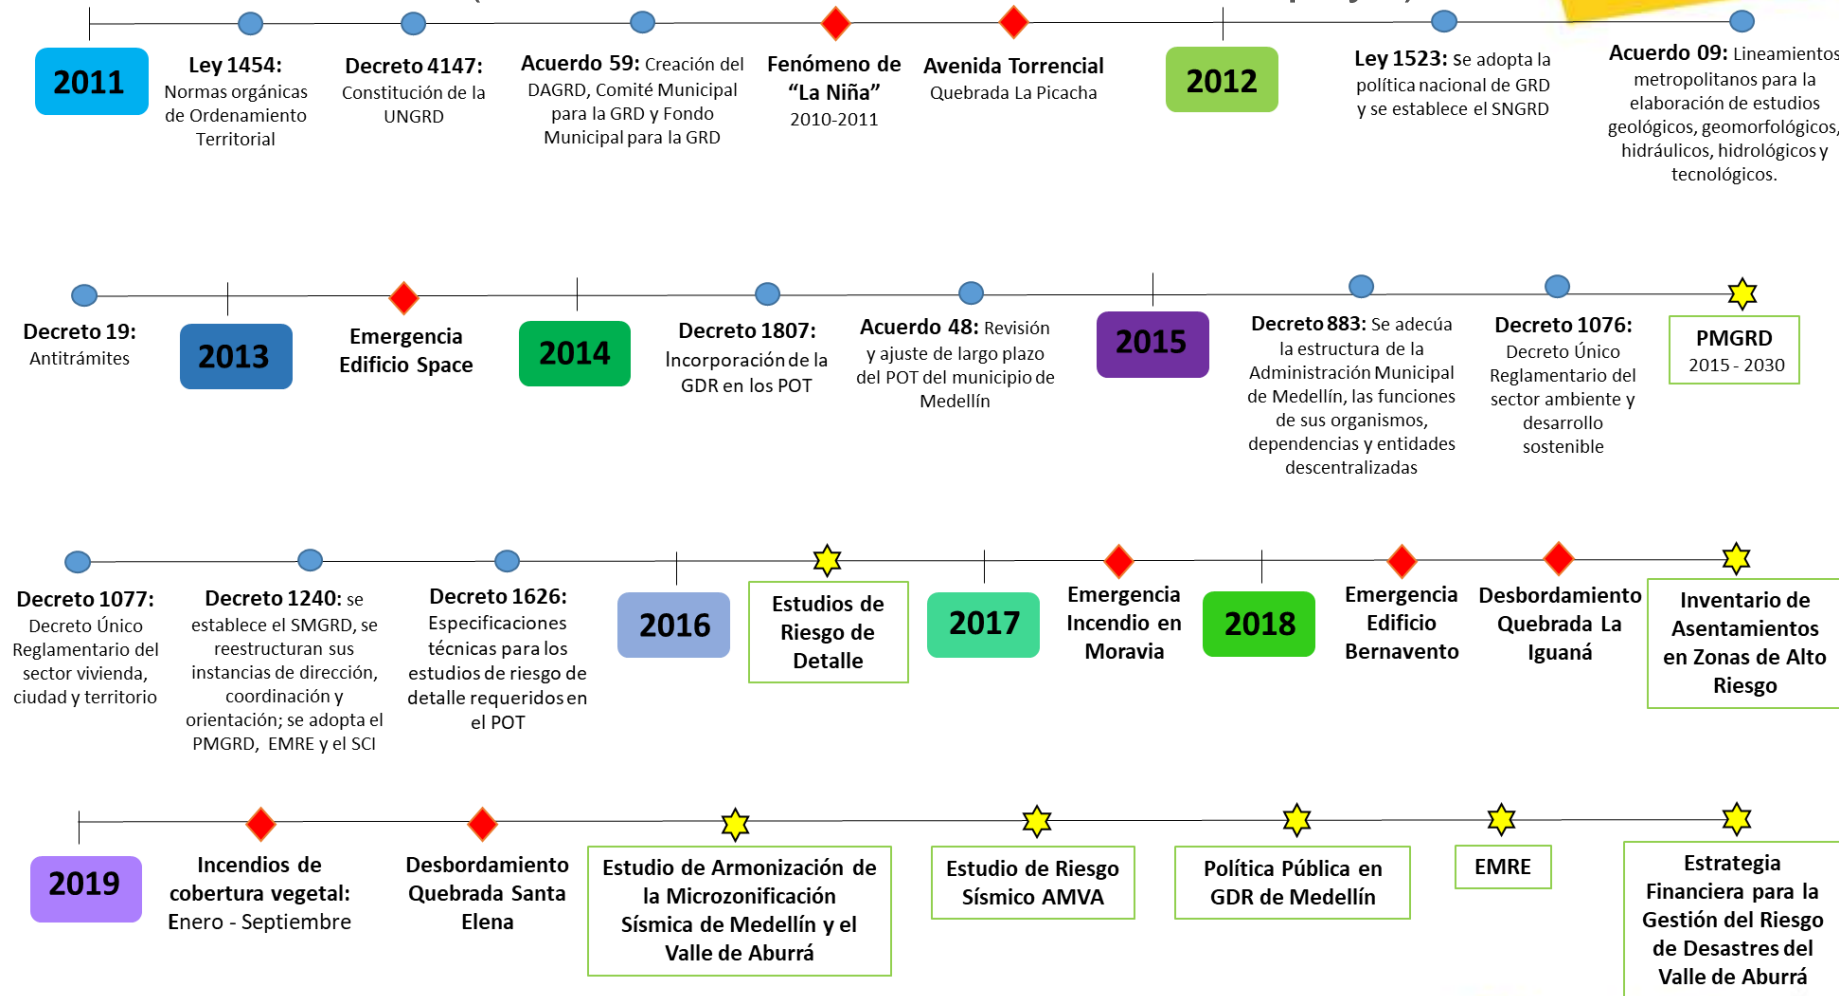 2011
Ley 1454:
Normas orgánicas
de Ordenamiento
Territorial
Decreto 4147:
Constitución de la
UNGRD
Acuerdo 59: Creación del
DAGRD, Comité Municipal
para la GRD y Fondo
Municipal para la GRD
Fenómeno de
“La Niña”
2010-2011
Avenida Torrencial
Quebrada La Picacha
2012
Ley 1523: Se adopta la
política nacional de GRD
y se establece el SNGRD
Acuerdo 09: Lineamientos
metropolitanos para la
elaboración de estudios
geológicos, geomorfológicos,
hidráulicos, hidrológicos y
tecnológicos.
Decreto 19:
Antitrámites
2013
Emergencia
Edificio Space
2014
Decreto 1807:
Incorporación de la
GDR en los POT
Acuerdo 48: Revisión
y ajuste de largo plazo
del POT del municipio de
Medellín
2015
Decreto 883: Se adecúa
la estructura de la
Administración Municipal
de Medellín, las funciones
de sus organismos,
dependencias y entidades
descentralizadas
Decreto 1076:
Decreto Único
Reglamentario del
sector ambiente y
desarrollo
sostenible
PMGRD
2015 - 2030
Decreto 1077:
Decreto Único
Reglamentario del
sector vivienda,
ciudad y territorio
Decreto 1240: se
establece el SMGRD, se
reestructuran sus
instancias de dirección,
coordinación y
orientación; se adopta el
PMGRD, EMRE y el SCI
Decreto 1626:
Especificaciones
técnicas para los
estudios de riesgo de
detalle requeridos en
el POT
2016
Estudios de
Riesgo de
Detalle
2017
Emergencia
Incendio en
Moravia
2018
Emergencia
Edificio
Bernavento
Desbordamiento
Quebrada La
Iguaná
Inventario de
Asentamientos
en Zonas de Alto
Riesgo
2019
Incendios de
cobertura vegetal:
Enero - Septiembre
Desbordamiento
Quebrada Santa
Elena
Estudio de Armonización de
la Microzonificación
Sísmica de Medellín y el
Valle de Aburrá
Estudio de Riesgo
Sísmico AMVA
Política Pública en
GDR de Medellín
EMRE
Estrategia
Financiera para la
Gestión del Riesgo
de Desastres del
Valle de Aburrá